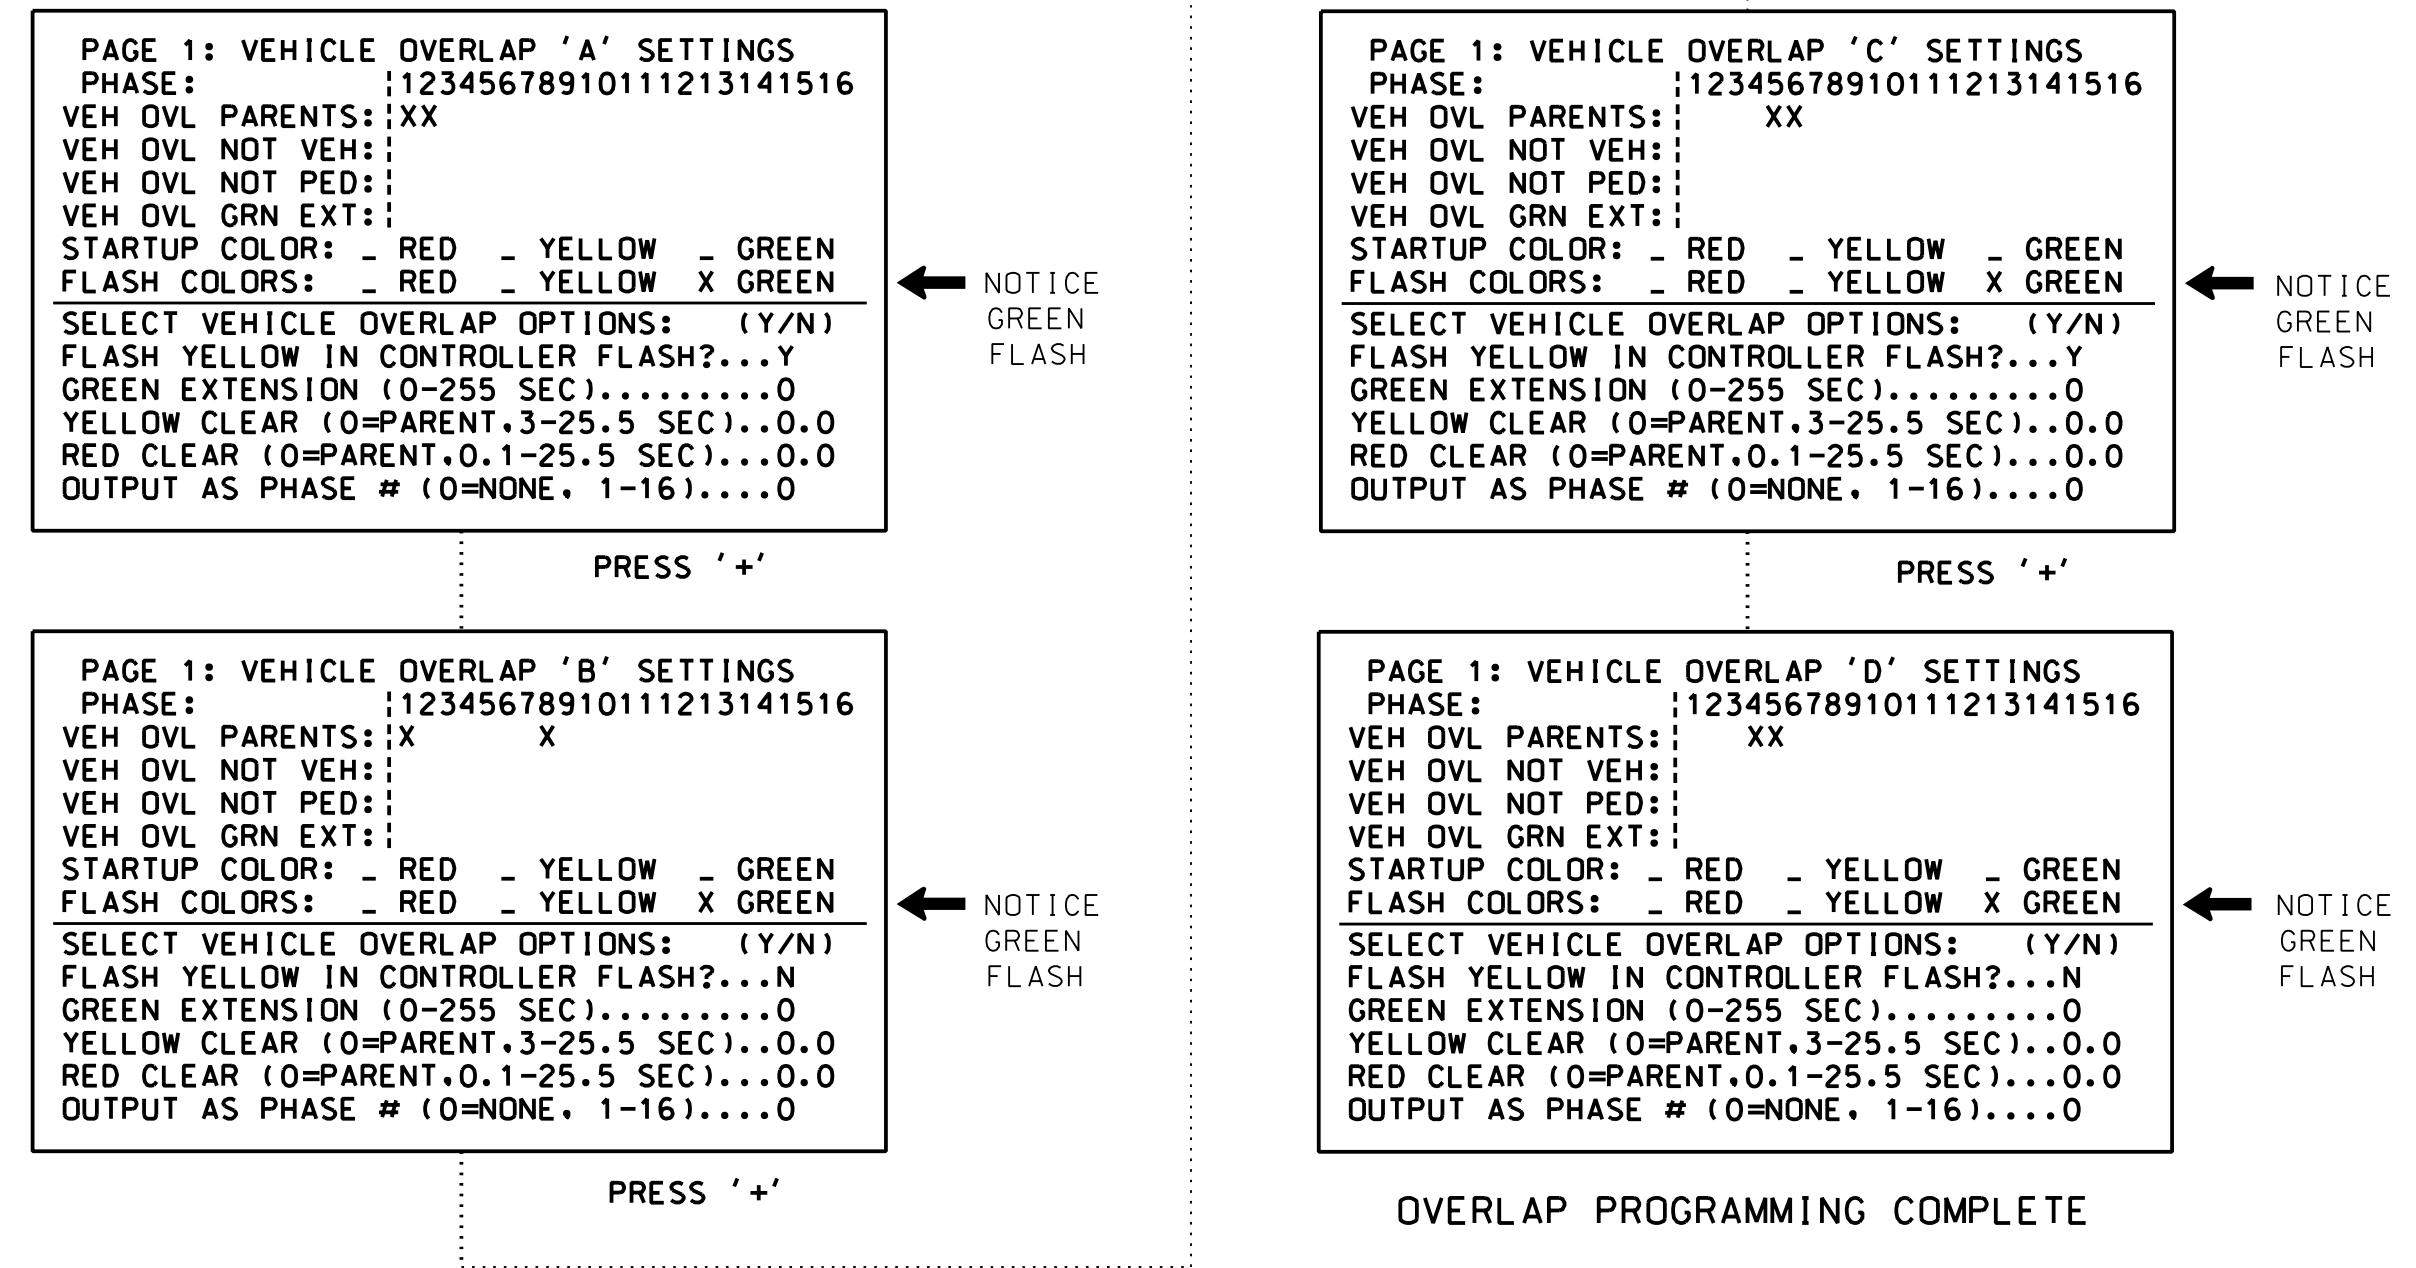 PAGE 1: VEHICLE OVERLAP 'A' SETTINGS
PHASE: 12345678910111213141516
VEH OVL PARENTS: XX
VEH OVL NOT VEH:
VEH OVL NOT PED:
VEH OVL GRN EXT:
STARTUP COLOR: _ RED _ YELLOW _ GREEN
FLASH COLORS: _ RED _ YELLOW X GREEN
SELECT VEHICLE OVERLAP OPTIONS: (Y/N)
FLASH YELLOW IN CONTROLLER FLASH?...Y
GREEN EXTENSION (0-255 SEC).........0
YELLOW CLEAR (0=PARENT,3-25.5 SEC)..0.0
RED CLEAR (0=PARENT,0.1-25.5 SEC)...0.0
OUTPUT AS PHASE # (0=NONE, 1-16)....0
NOTICE
GREEN
FLASH
PRESS '+'
PAGE 1: VEHICLE OVERLAP 'B' SETTINGS
PHASE: 12345678910111213141516
VEH OVL PARENTS: X X
VEH OVL NOT VEH:
VEH OVL NOT PED:
VEH OVL GRN EXT:
STARTUP COLOR: _ RED _ YELLOW _ GREEN
FLASH COLORS: _ RED _ YELLOW X GREEN
SELECT VEHICLE OVERLAP OPTIONS: (Y/N)
FLASH YELLOW IN CONTROLLER FLASH?...N
GREEN EXTENSION (0-255 SEC).........0
YELLOW CLEAR (0=PARENT,3-25.5 SEC)..0.0
RED CLEAR (0=PARENT,0.1-25.5 SEC)...0.0
OUTPUT AS PHASE # (0=NONE, 1-16)....0
NOTICE
GREEN
FLASH
PRESS '+'
PAGE 1: VEHICLE OVERLAP 'C' SETTINGS
PHASE: 12345678910111213141516
VEH OVL PARENTS: XX
VEH OVL NOT VEH:
VEH OVL NOT PED:
VEH OVL GRN EXT:
STARTUP COLOR: _ RED _ YELLOW _ GREEN
FLASH COLORS: _ RED _ YELLOW X GREEN
SELECT VEHICLE OVERLAP OPTIONS: (Y/N)
FLASH YELLOW IN CONTROLLER FLASH?...Y
GREEN EXTENSION (0-255 SEC).........0
YELLOW CLEAR (0=PARENT,3-25.5 SEC)..0.0
RED CLEAR (0=PARENT,0.1-25.5 SEC)...0.0
OUTPUT AS PHASE # (0=NONE, 1-16)....0
NOTICE
GREEN
FLASH
PRESS '+'
PAGE 1: VEHICLE OVERLAP 'D' SETTINGS
PHASE: 12345678910111213141516
VEH OVL PARENTS: XX
VEH OVL NOT VEH:
VEH OVL NOT PED:
VEH OVL GRN EXT:
STARTUP COLOR: _ RED _ YELLOW _ GREEN
FLASH COLORS: _ RED _ YELLOW X GREEN
SELECT VEHICLE OVERLAP OPTIONS: (Y/N)
FLASH YELLOW IN CONTROLLER FLASH?...N
GREEN EXTENSION (0-255 SEC).........0
YELLOW CLEAR (0=PARENT,3-25.5 SEC)..0.0
RED CLEAR (0=PARENT,0.1-25.5 SEC)...0.0
OUTPUT AS PHASE # (0=NONE, 1-16)....0
NOTICE
GREEN
FLASH
OVERLAP PROGRAMMING COMPLETE